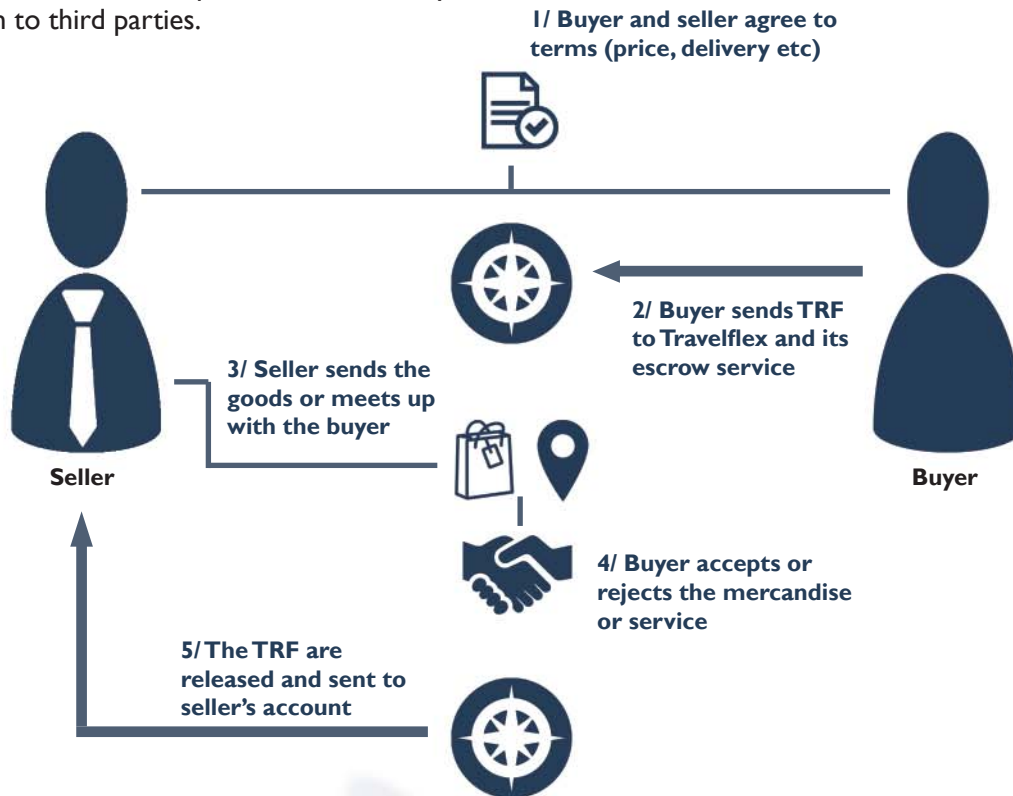 n to third parties.
1/ Buyer and seller agree to
terms (price, delivery etc)
2/ Buyer sends TRF
to Travelflex and its
escrow service
3/ Seller sends the
goods or meets up
with the buyer
Seller
Buyer
4/ Buyer accepts or
rejects the mercandise
or service
5/ The TRF are
released and sent to
seller's account